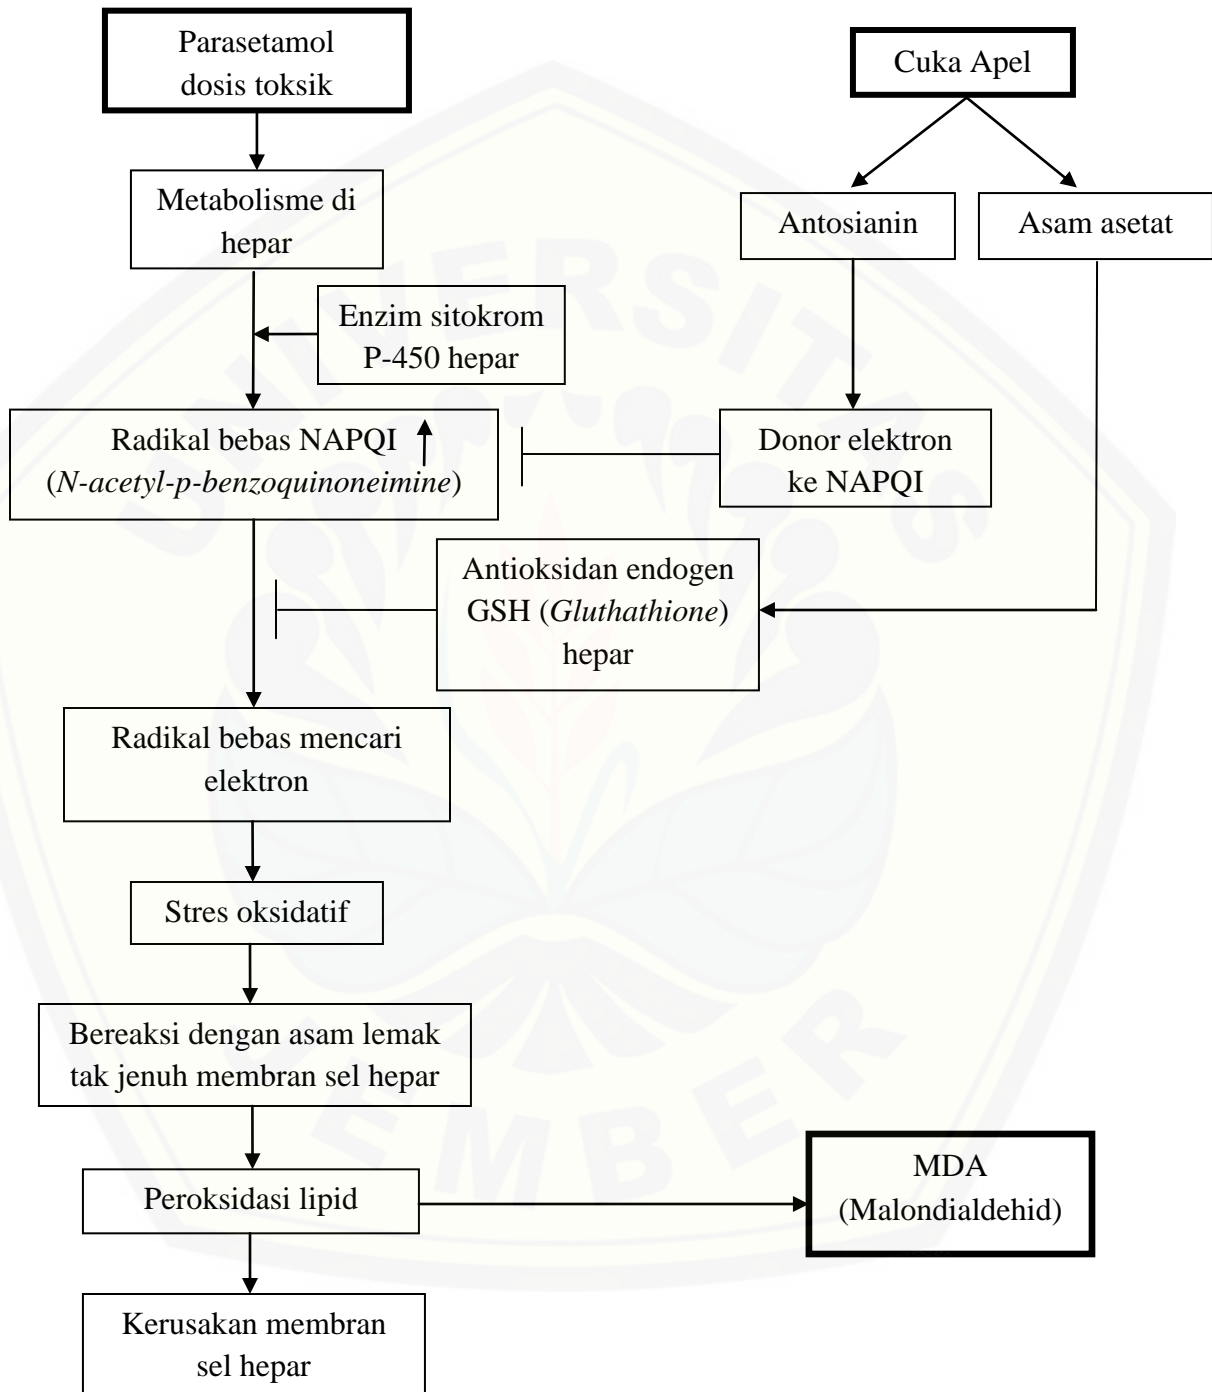 Parasetamol
dosis toksik
Cuka Apel
Metabolisme di
hepar
Antosianin
Asam asetat
Enzim sitokrom
P-450 hepar
Radikal bebas NAPQI
(N-acetyl-p-benzoquinoneimine)
Donor elektron
ke NAPQI
Antioksidan endogen
GSH (Gluthathione)
hepar
Radikal bebas mencari
elektron
Stres oksidatif
Bereaksi dengan asam lemak
tak jenuh membran sel hepar
Peroksidasi lipid
MDA
(Malondialdehid)
Kerusakan membran
sel hepar
UNIVERSITAS
JEMBER